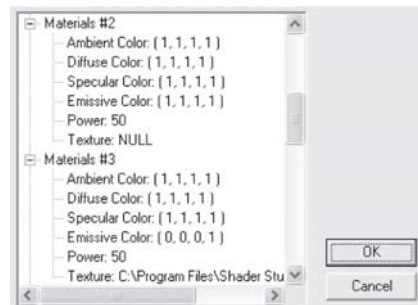 Materials #2
Ambient Color: ( 1, 1, 1, 1 )
Diffuse Color: ( 1, 1, 1, 1 )
Specular Color: ( 1, 1, 1, 1 )
Emissive Color: ( 1, 1, 1, 1 )
Power: 50
Texture: NULL
Materials #3
Ambient Color: ( 1, 1, 1, 1 )
Diffuse Color: ( 1, 1, 1, 1 )
Specular Color: ( 1, 1, 1, 1 )
Emissive Color: ( 0, 0, 0, 1 )
Power: 50
Texture: C:\Program Files\Shader Stu
OK
Cancel